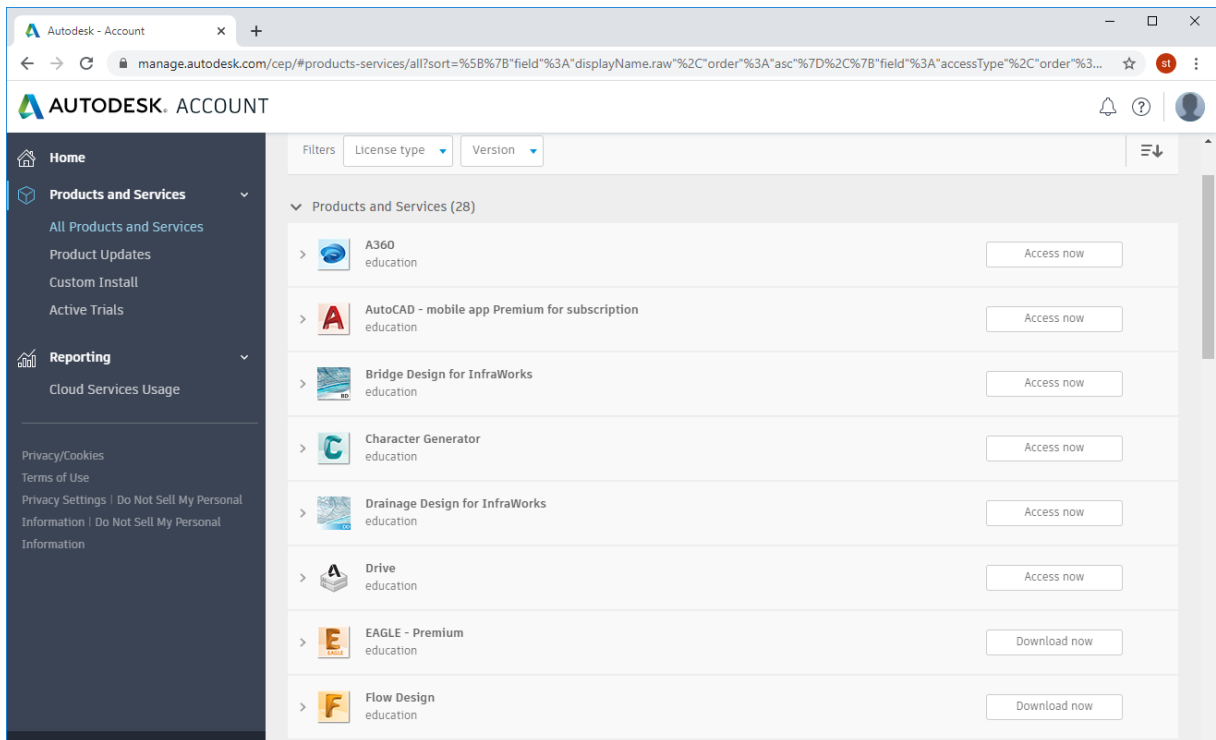 Autodesk - Account
manage.autodesk.com/cep/#products-services/all?sort=%5B%7B"field"%3A"displayName.raw"%2C"order"%3A"asc"%7D%2C%7B"field"%3A"accessType"%2C"order"%3...
st
AUTODESK. ACCOUNT
Home
Products and Services
All Products and Services
Product Updates
Custom Install
Active Trials
Reporting
Cloud Services Usage
Privacy/Cookies
Terms of Use
Privacy Settings | Do Not Sell My Personal
Information | Do Not Sell My Personal
Information
Filters License type Version
Products and Services (28)
A360
education
Access now
AutoCAD - mobile app Premium for subscription
education
Access now
Bridge Design for InfraWorks
education
BD
Access now
Character Generator
education
Access now
Drainage Design for InfraWorks
education
DD
Access now
Drive
education
Access now
EAGLE - Premium
education
EAGLE
Download now
Flow Design
education
Download now